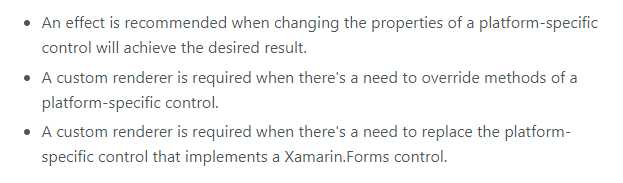 • An effect is recommended when changing the properties of a platform-specific
control will achieve the desired result.
• A custom renderer is required when there's a need to override methods of a
platform-specific control.
• A custom renderer is required when there's a need to replace the platform-
specific control that implements a Xamarin.Forms control.